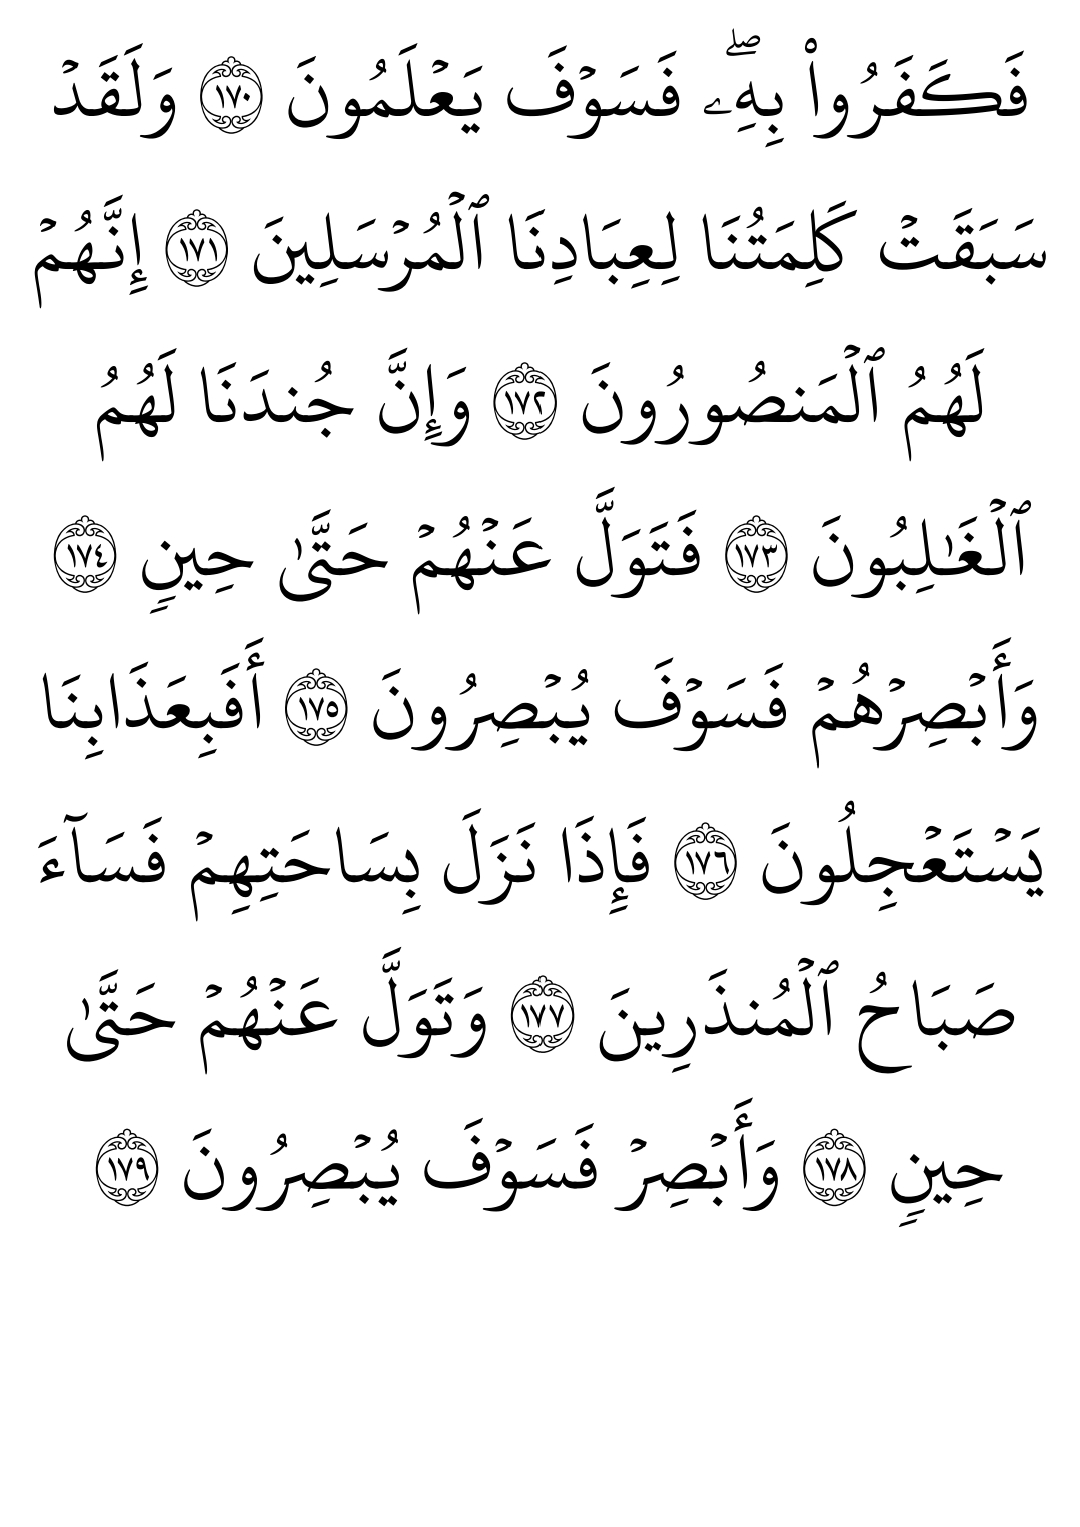 فَكَفَرُوا۟ بِهِۦۖ فَسَوْفَ يَعْلَمُونَ ١٧٠ وَلَقَدْ
سَبَقَتْ كَلِمَتُنَا لِعِبَادِنَا ٱلْمُرْسَلِينَ ١٧١ إِنَّهُمْ
لَهُمُ ٱلْمَنصُورُونَ ١٧٢ وَإِنَّ جُندَنَا لَهُمُ
ٱلْغَـٰلِبُونَ ١٧٣ فَتَوَلَّ عَنْهُمْ حَتَّىٰ حِينٍ ١٧٤
وَأَبْصِرْهُمْ فَسَوْفَ يُبْصِرُونَ ١٧٥ أَفَبِعَذَابِنَا
يَسْتَعْجِلُونَ ١٧٦ فَإِذَا نَزَلَ بِسَاحَتِهِمْ فَسَآءَ
صَبَاحُ ٱلْمُنذَرِينَ ١٧٧ وَتَوَلَّ عَنْهُمْ حَتَّىٰ
حِينٍ ١٧٨ وَأَبْصِرْ فَسَوْفَ يُبْصِرُونَ ١٧٩